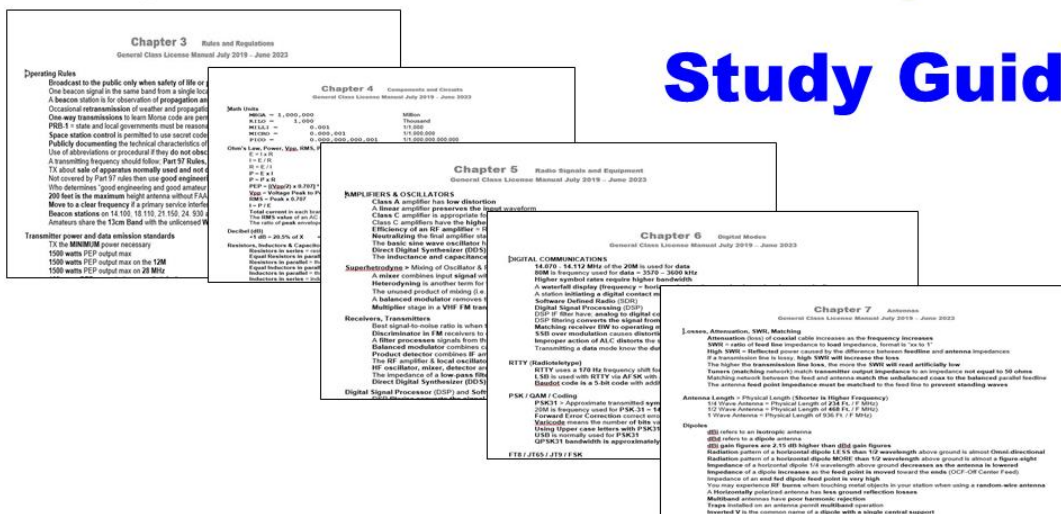 Study Guid
Chapter 3 Rules and Regulations
General Class License Manual July 2019 – June 2023
Operating Rules
Broadcast to the public only when safety of life or
One beacon signal in the same band from a single loca
A beacon station is for observation of propagation an
Occasional retransmission of weather and propagatio
One-way transmissions to learn Morse code are perm
PRB-1 = state and local governments must be reasona
Space station control is permitted to use secret code
Publicly documenting the technical characteristics of
Use of abbreviations or procedural if they do not obsc
A transmitting frequency should follow; Part 97 Rules,
TX about sale of apparatus normally used and not d
Not covered by Part 97 rules then use good engineeri
Who determines "good engineering and good amateur
200 feet is the maximum height antenna without FAA
Move to a clear frequency if a primary service interfer
Beacon stations on 14.100, 18.110, 21.150, 24.930 a
Amateurs share the 13cm Band with the unlicensed W
Transmitter power and data emission standards
TX the MINIMUM power necessary
1500 watts PEP output max
1500 watts PEP output max on the 12M
1500 watts PEP output max on 28 MHz
Chapter 4 Components and Circuits
General Class License Manual July 2019 – June 2023
Math Units
MEGA = 1,000,000 Million
KILO = 1,000 Thousand
MILLI = 0.001 1/1,000
MICRO = 0.000,001 1/1,000,000
PICO = 0.000,000,000,001 1/1,000,000,000,000
Ohm's Law, Power, Vpp, RMS, P
E = I x R
I = E / R
R = E / I
P = E x I
P = P x R
PEP = [(Vpp/2) x 0.707]
Vpp = Voltage Peak to Pe
RMS = Peak x 0.707
I = P / E
Total current in each bran
The RMS value of an AC
The ratio of peak envelop
Decibel (dB)
-1 dB = 20.5% of X
Resistors, Inductors & Capacito
Resistors in series = res
Equal Resistors in paral
Resistors in parallel = th
Equal Inductors in paral
Inductors in parallel = th
Inductors in series = ind
Chapter 5 Radio Signals and Equipment
General Class License Manual July 2019 – June 2023
AMPLIFIERS & OSCILLATORS
Class A amplifier has low distortion
A linear amplifier preserves the input waveform
Class C amplifier is appropriate fo
Class C amplifiers have the highe
Efficiency of an RF amplifier = R
Neutralizing the final amplifier sta
The basic sine wave oscillator h
Direct Digital Synthesizer (DDS)
The inductance and capacitance
Superhetrodyne > Mixing of Oscillator & R
A mixer combines input signal wit
Heterodyning is another term for
The unused product of mixing (i.e.
A balanced modulator removes t
Multiplier stage in a VHF FM tran
Receivers, Transmitters
Best signal-to-noise ratio is when t
Discriminator in FM receivers to
A filter processes signals from th
Balanced modulator combines c
Product detector combines IF an
The RF amplifier & local oscillato
HF oscillator, mixer, detector an
The impedance of a low-pass filte
Direct Digital Synthesizer (DDS)
Digital Signal Processor (DSP) and Soft
Chapter 6 Digital Modes
General Class License Manual July 2019 – June 2023
DIGITAL COMMUNICATIONS
14.070 - 14.112 MHz of the 20M is used for data
80M is frequency used for data = 3570 – 3600 kHz
Higher symbol rates require higher bandwidth
A waterfall display (frequency = horiz
A station initiating a digital contact m
Software Defined Radio (SDR)
Digital Signal Processing (DSP)
DSP IF filter have; analog to digital co
DSP filtering converts the signal from
Matching receiver BW to operating m
SSB over modulation causes distortio
Improper action of ALC distorts the s
Transmitting a data mode know the dut
RTTY (Radioteletype)
RTTY uses a 170 Hz frequency shift fo
LSB is used with RTTY via AFSK with
Baudot code is a 5-bit code with addit
PSK / QAM / Coding
PSK31 > Approximate transmitted sym
20M is frequency used for PSK-31 = 14
Forward Error Correction correct erro
Varicode means the number of bits va
Using Upper case letters with PSK31
USB is normally used for PSK31
QPSK31 bandwidth is approximately
FT8 / JT65 / JT9 / FSK
Chapter 7 Antennas
General Class License Manual July 2019 – June 2023
Losses, Attenuation, SWR, Matching
Attenuation (loss) of coaxial cable increases as the frequency increases
SWR = ratio of feed line impedance to load impedance, format is 'xx to 1'
High SWR = Reflected power caused by the difference between feedline and antenna impedances
If a transmission line is lossy, high SWR will increase the loss
The higher the transmission line loss, the more the SWR will read artificially low
Tuners (matching network) match transmitter output impedance to an impedance not equal to 50 ohms
Matching network between the feed and antenna match the unbalanced coax to the balanced parallel feedline
The antenna feed point impedance must be matched to the feed line to prevent standing waves
Antenna Length > Physical Length (Shorter is Higher Frequency)
1/4 Wave Antenna = Physical Length of 234 Ft. / F MHz)
1/2 Wave Antenna = Physical Length of 468 Ft. / F MHz)
1 Wave Antenna = Physical Length of 936 Ft. / F MHz)
Dipoles
dBi refers to an isotropic antenna
dBd refers to a dipole antenna
dBi gain figures are 2.15 dB higher than dBd gain figures
Radiation pattern of a horizontal dipole LESS than 1/2 wavelength above ground is almost Omni-directional
Radiation pattern of a horizontal dipole MORE than 1/2 wavelength above ground is almost a figure-eight
Impedance of a horizontal dipole 1/4 wavelength above ground decreases as the antenna is lowered
Impedance of a dipole increases as the feed point is moved toward the ends (OCF-Off Center Feed)
Impedance of an end fed dipole feed point is very high
You may experience RF burns when touching metal objects in your station when using a random-wire antenna
A Horizontally polarized antenna has less ground reflection losses
Multiband antennas have poor harmonic rejection
Traps installed on an antenna permit multiband operation
Inverted V is the common name of a dipole with a single central support